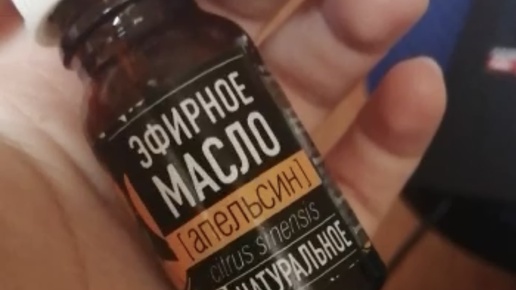 ЭФИРНОЕ
МАСЛО
[апельсин]
citrus sinensis
НАТУРАЛЬНОЕ